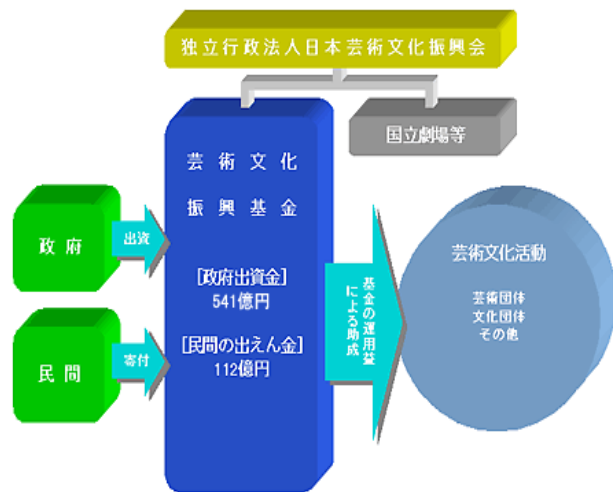 独立行政法人日本芸術文化振興会
国立劇場等
芸術文化
振興基金
[政府出資金]
541億円
[民間の出えん金]
112億円
政府
出資
民間
寄付
基金の運用益
による助成
芸術文化活動
芸術団体
文化団体
その他